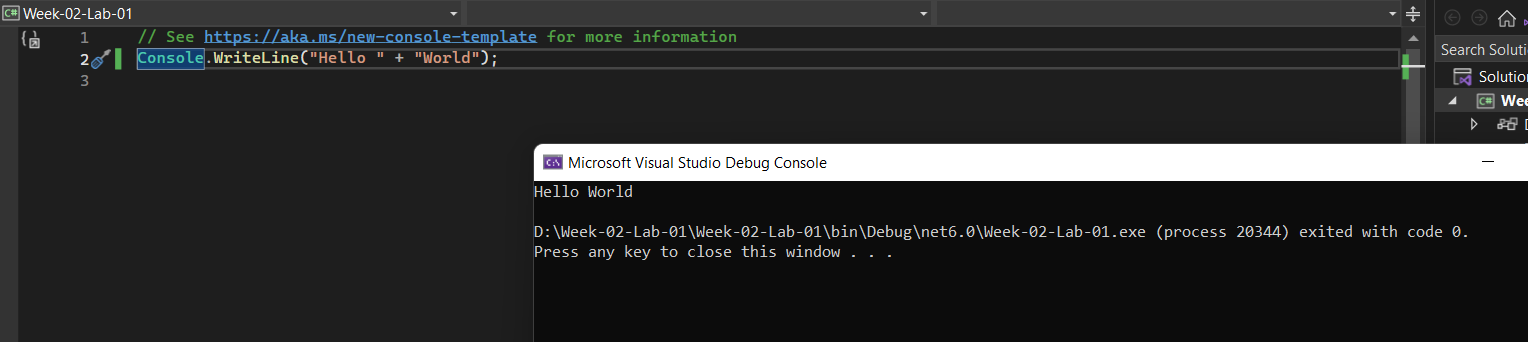 Week-02-Lab-01
1 // See https://aka.ms/new-console-template for more information
2 Console.WriteLine("Hello " + "World");
3
Search Solutio
Solution
C# Wee
Microsoft Visual Studio Debug Console
Hello World
D:\Week-02-Lab-01\Week-02-Lab-01\bin\Debug\net6.0\Week-02-Lab-01.exe (process 20344) exited with code 0.
Press any key to close this window . . .